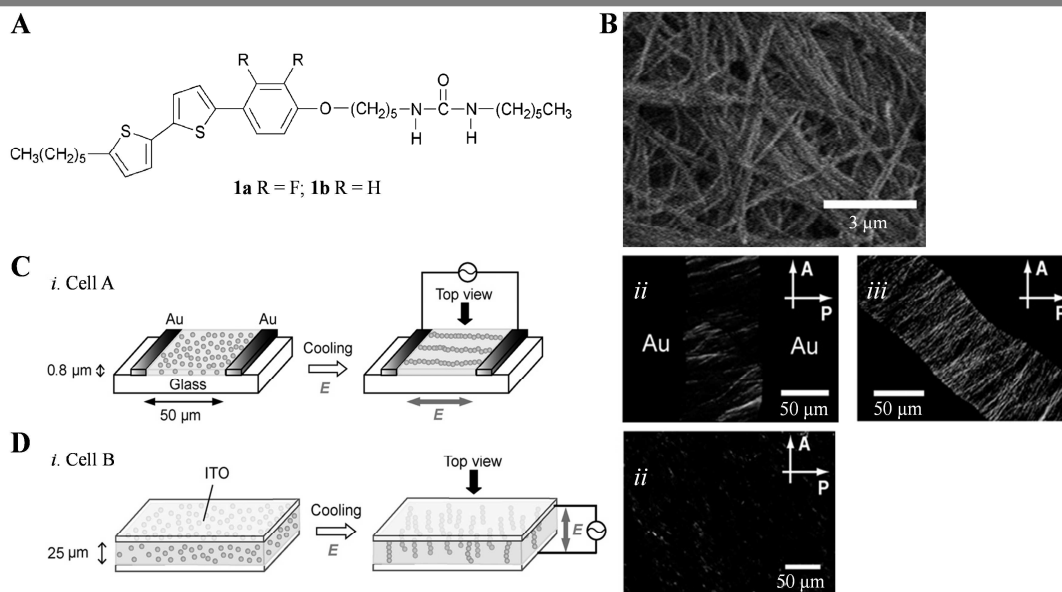 A
R R
O
CH₃(CH₂)₅ S S O (CH₂)₅ N C N (CH₂)₅CH₃
H H
1a R = F; 1b R = H
B
3 µm
C
i. Cell A
Au Au
Top view
0.8 µm
Glass
50 µm
Cooling
E
E
ii
A
P
Au Au
50 µm
iii
A
P
50 µm
D
i. Cell B
ITO
Top view
25 µm
Cooling
E
E
ii
A
P
50 µm